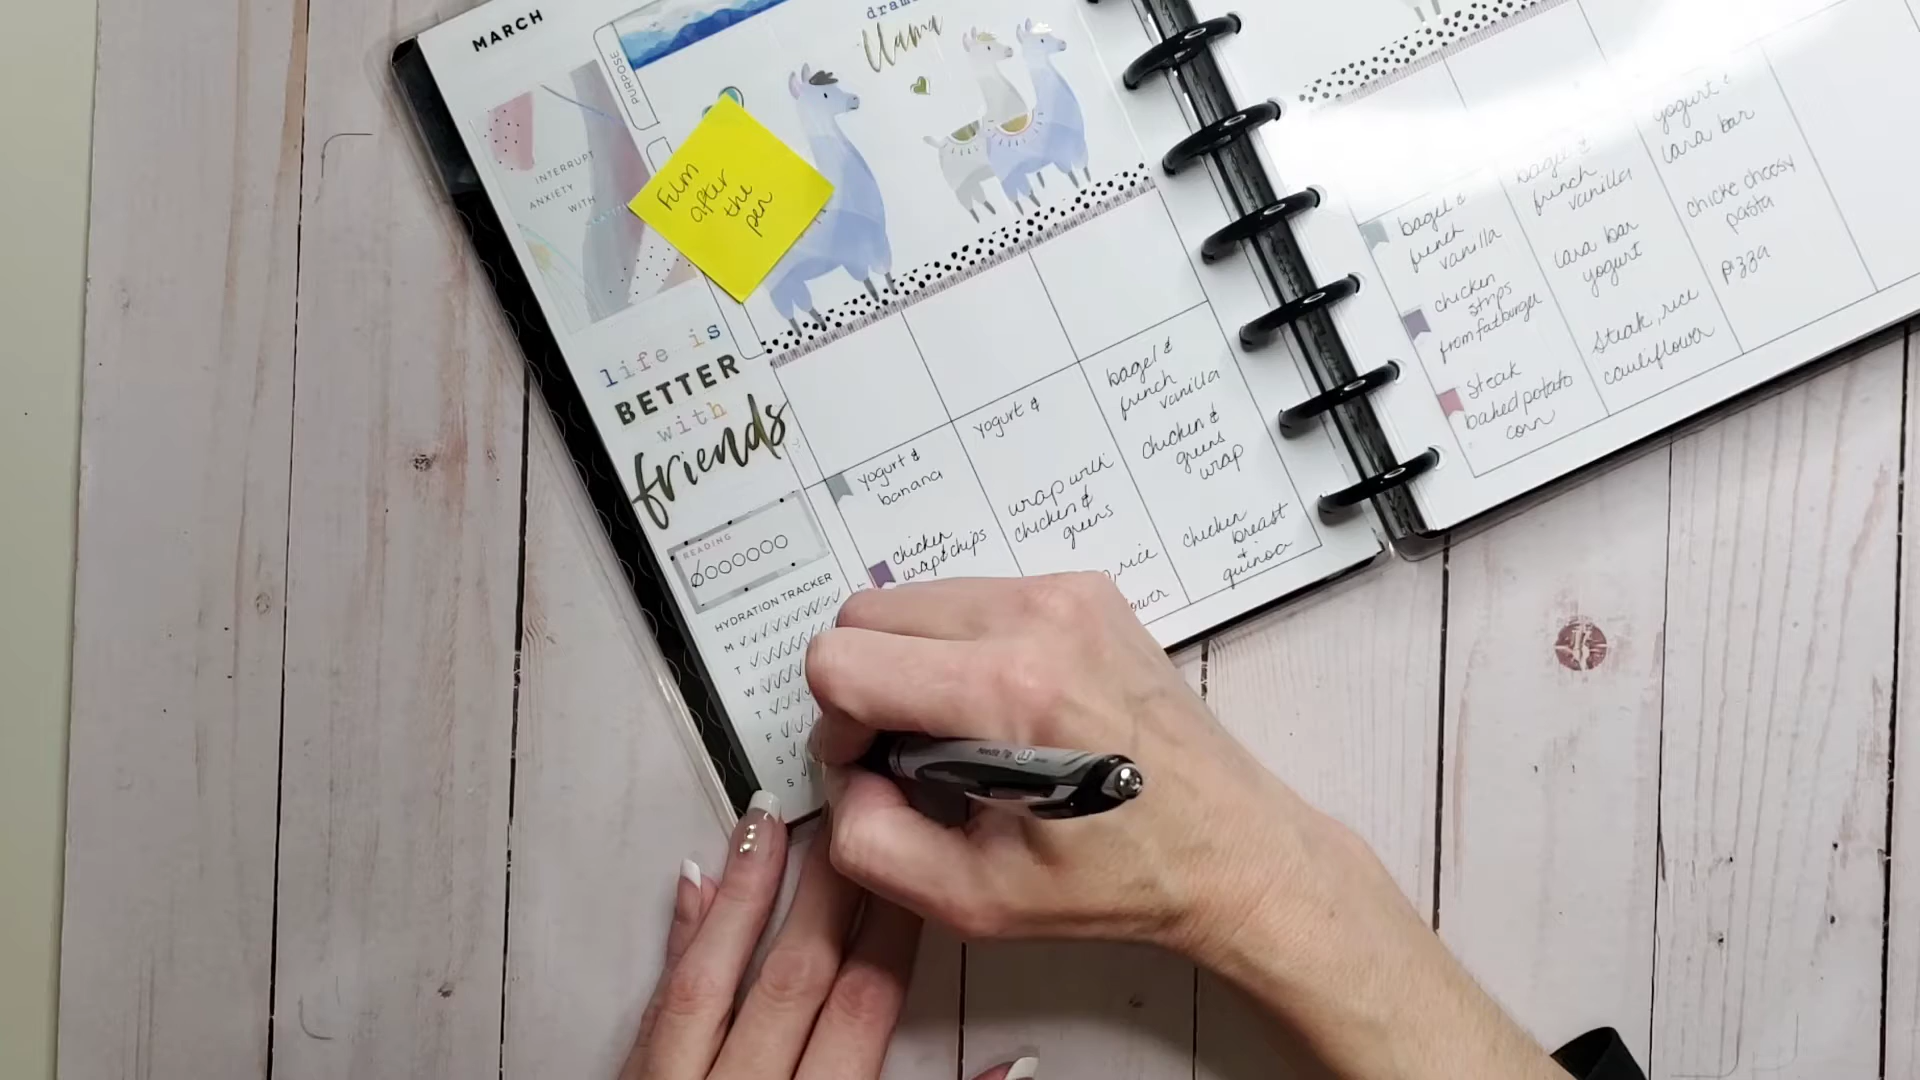 MARCH
PURPOSE
INTERRUPT
ANXIETY
WITH
Film
after
the
pen
llama
life is
BETTER
with
friends
READING
HYDRATION TRACKER
M
T
W
T
F
S
S
yogurt &
banana
chicken
wrap & chips
yogurt &
wrap with
chicken &
greens
rice
bagel &
french
vanilla
chicken &
greens
wrap
chicken
breast
&
quinoa
Needle Tip
bagel &
french
vanilla
chicken
strips
from fatburger
Steak
baked potato
corn
bagel &
french
vanilla
lara bar
yogurt
Steak, rice
cauliflower
yogurt &
lara bar
chicke cheesy
pasta
pizza